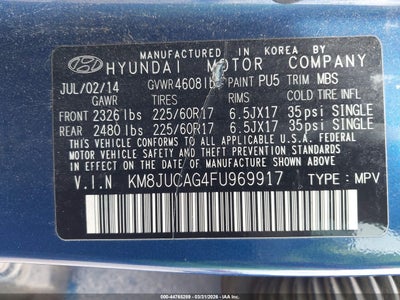 MANUFACTURED IN KOREA BY
HYUNDAI MOTOR COMPANY
JUL/02/14 GVWR 4608 lbs PAINT PU5 TRIM MBS
GAWR TIRES RIMS COLD TIRE INFL
FRONT 2326 lbs 225/60R17 6.5JX17 35psi SINGLE
REAR 2480 lbs 225/60R17 6.5JX17 35psi SINGLE
THIS VEHICLE CONFORMS TO ALL APPLICABLE U.S.A. FEDERAL
MOTOR VEHICLE SAFETY AND THEFT PREVENTION STANDARDS
IN EFFECT ON THE DATE OF MANUFACTURE SHOWN ABOVE.
V.I.N KM8JUCAG4FU969917 TYPE : MPV
000-44765289 - 03/31/2026 - IAA